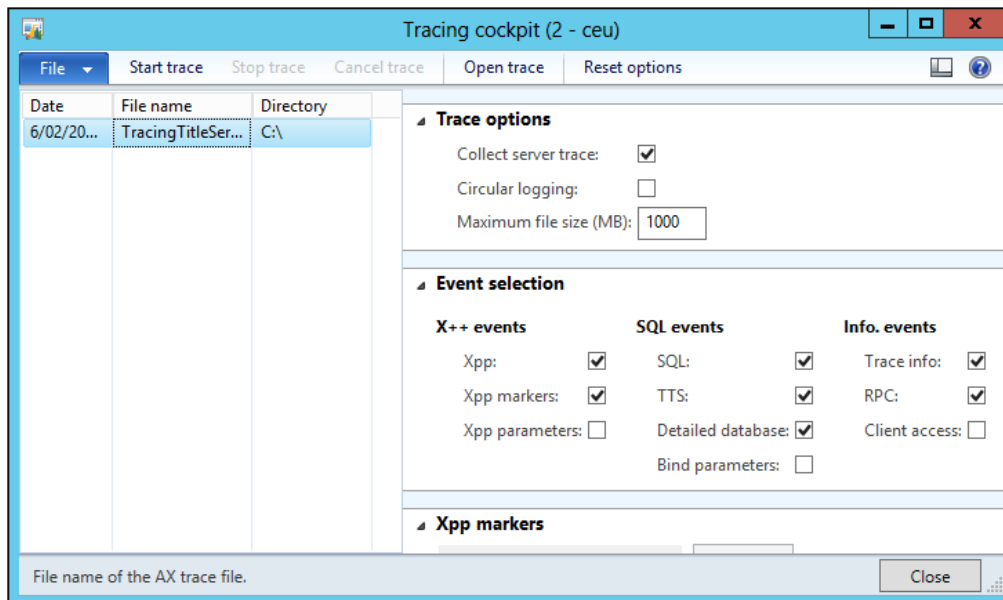 Tracing cockpit (2 - ceu)
File Start trace Stop trace Cancel trace Open trace Reset options
Date File name Directory
6/02/20... TracingTitleSer... C:\
Trace options
Collect server trace:
Circular logging:
Maximum file size (MB): 1000
Event selection
X++ events SQL events Info. events
Xpp: SQL: Trace info:
Xpp markers: TTS: RPC:
Xpp parameters: Detailed database: Client access:
Bind parameters:
Xpp markers
File name of the AX trace file. Close